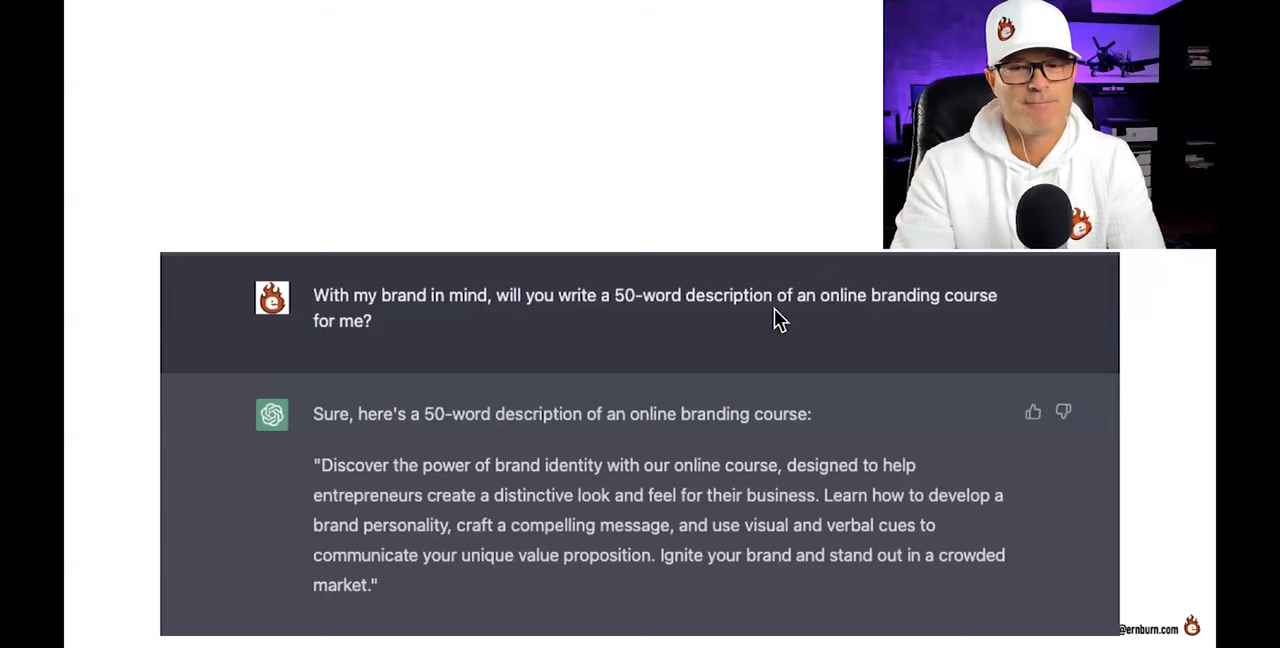 With my brand in mind, will you write a 50-word description of an online branding course
for me?
Sure, here's a 50-word description of an online branding course:
"Discover the power of brand identity with our online course, designed to help
entrepreneurs create a distinctive look and feel for their business. Learn how to develop a
brand personality, craft a compelling message, and use visual and verbal cues to
communicate your unique value proposition. Ignite your brand and stand out in a crowded
market."
@ernburn.com